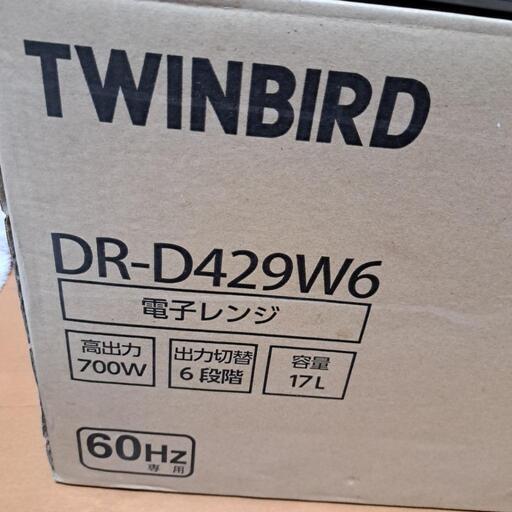 TWINBIRD
DR-D429W6
電子レンジ
高出力
700W
出力切替
6段階
容量
17L
60Hz
専用